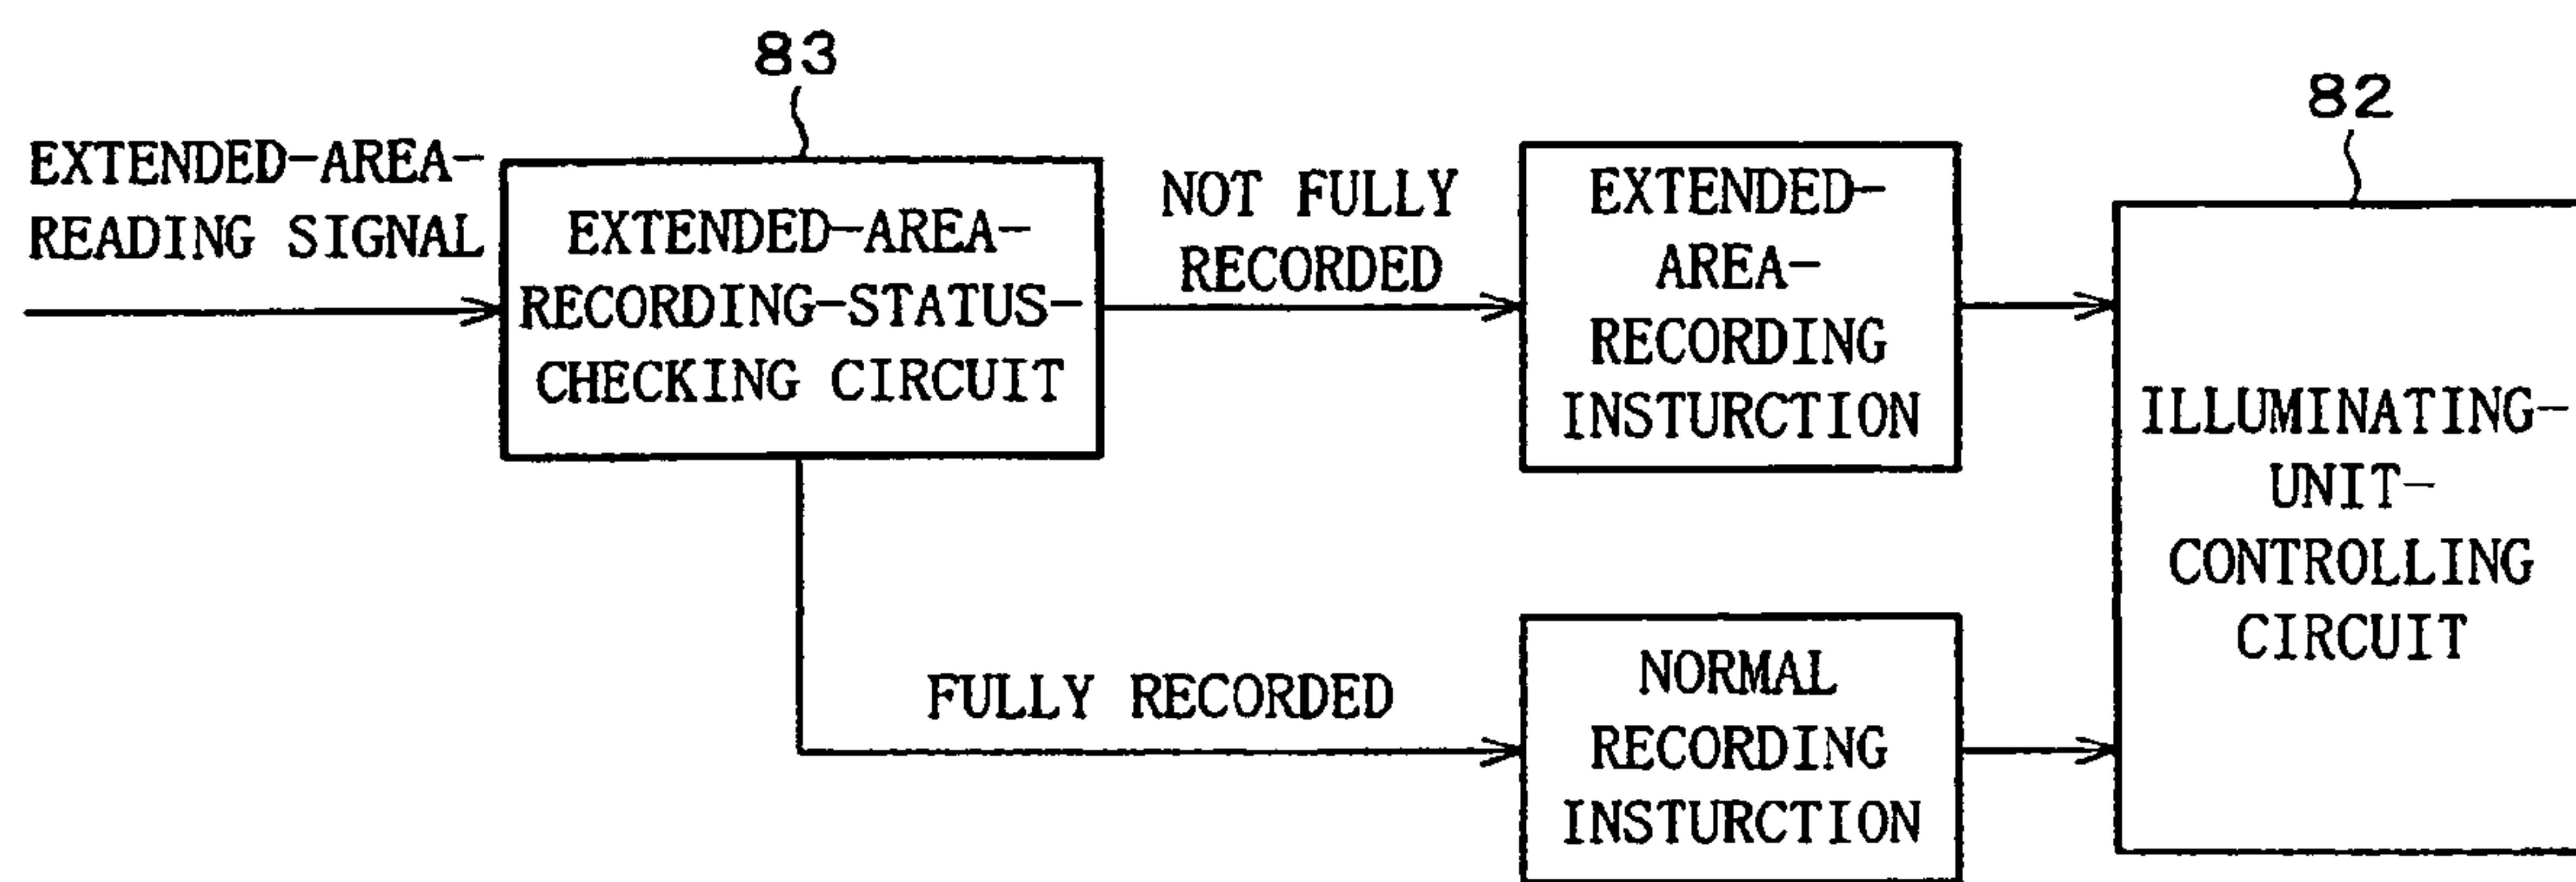 83
82
EXTENDED-AREA-
READING SIGNAL
EXTENDED-AREA-
RECORDING-STATUS-
CHECKING CIRCUIT
NOT FULLY
RECORDED
EXTENDED-
AREA-
RECORDING
INSTURCTION
ILLUMINATING-
UNIT-
CONTROLLING
CIRCUIT
FULLY RECORDED
NORMAL
RECORDING
INSTURCTION